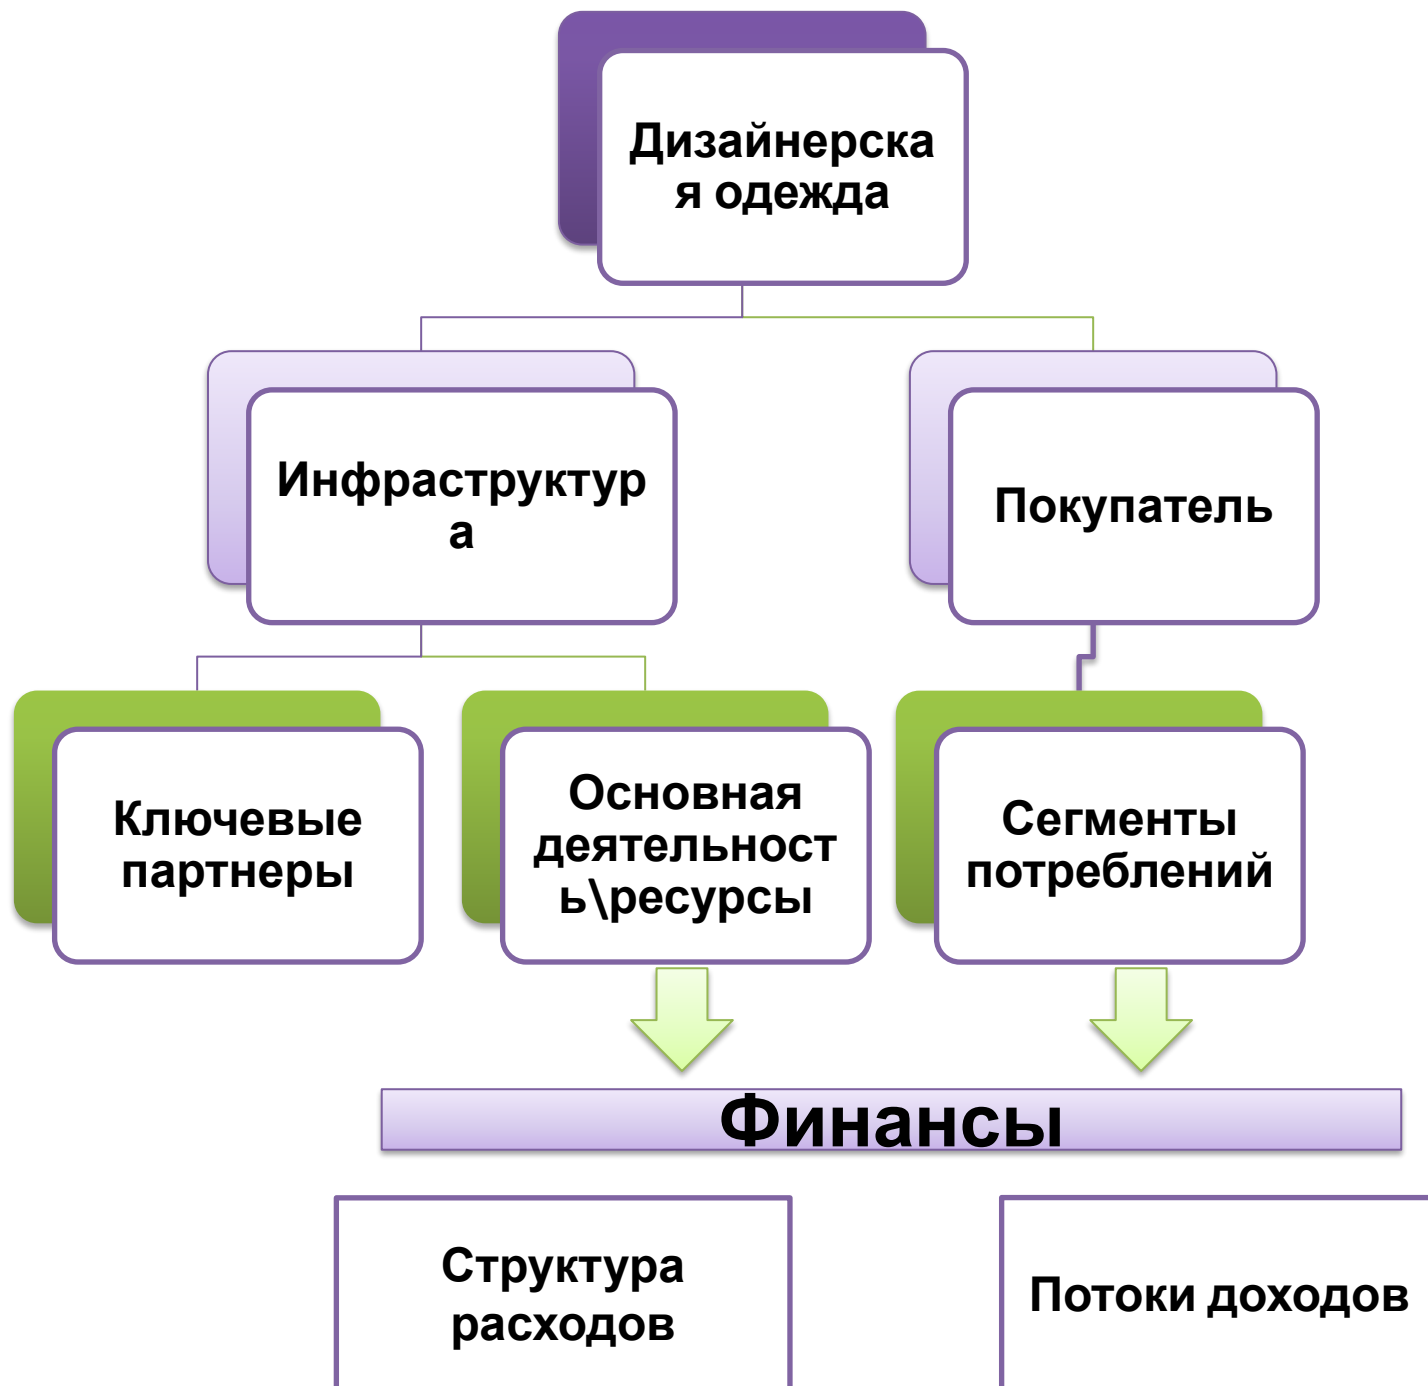 Дизайнерска
я одежда
Инфраструктур
а
Покупатель
Ключевые
партнеры
Основная
деятельност
ь\ресурсы
Сегменты
потреблений
Финансы
Структура
расходов
Потоки доходов